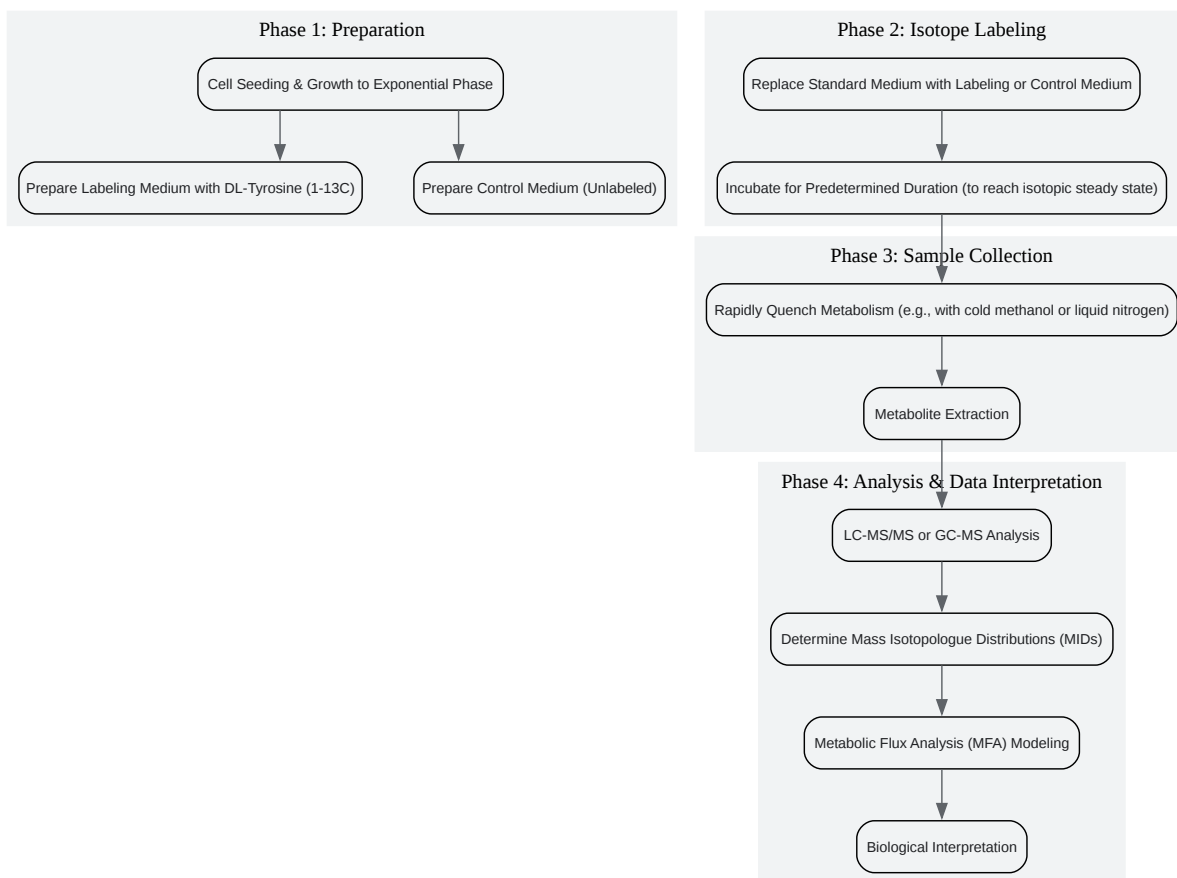 Phase 1: Preparation
Cell Seeding & Growth to Exponential Phase
Prepare Labeling Medium with DL-Tyrosine (1-13C)
Prepare Control Medium (Unlabeled)
Phase 2: Isotope Labeling
Replace Standard Medium with Labeling or Control Medium
Incubate for Predetermined Duration (to reach isotopic steady state)
Phase 3: Sample Collection
Rapidly Quench Metabolism (e.g., with cold methanol or liquid nitrogen)
Metabolite Extraction
Phase 4: Analysis & Data Interpretation
LC-MS/MS or GC-MS Analysis
Determine Mass Isotopologue Distributions (MIDs)
Metabolic Flux Analysis (MFA) Modeling
Biological Interpretation